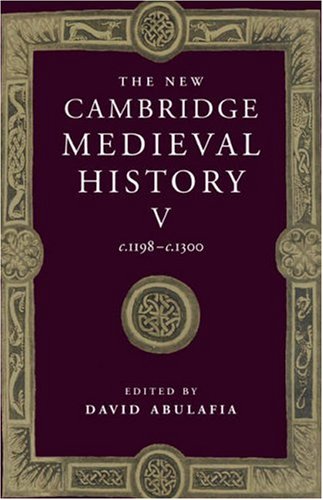 THE NEW
CAMBRIDGE
MEDIEVAL
HISTORY
V
c.1198–c.1300
EDITED BY
DAVID ABULAFIA